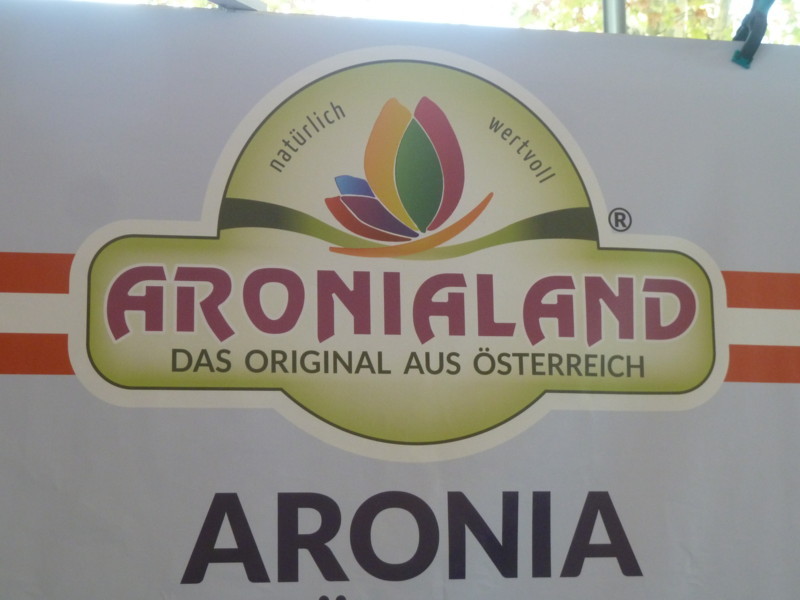 natürlich wertvoll
®
ARONIALAND
DAS ORIGINAL AUS ÖSTERREICH
ARONIA